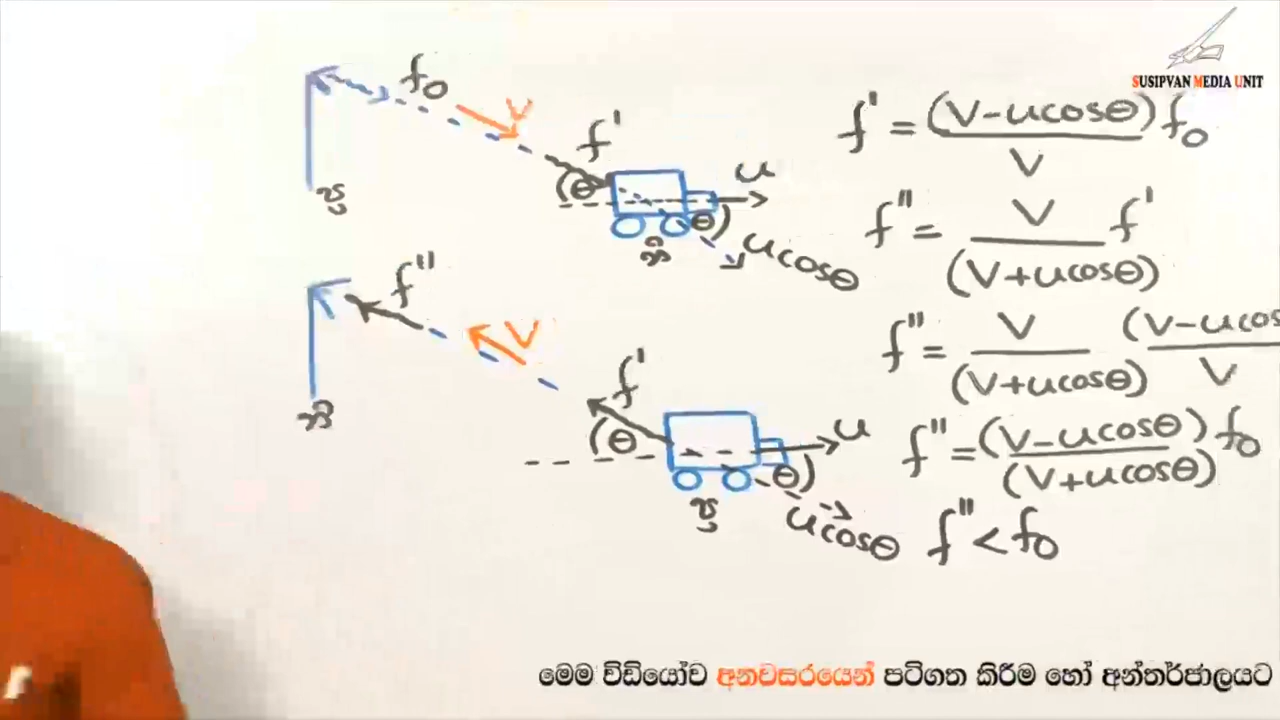 SUSIPVAN MEDIA UNIT
f₀
V
f'
θ
u
θ
u cosθ
පු
නි
f' = (V-ucosθ) f₀
V
f" = V f'
(V+ucosθ)
f"
V
f'
θ
u
θ
ucosθ
නි
පු
f" = V (V-ucos
(V+ucosθ) V
f" = (V-ucosθ) f₀
(V+ucosθ)
f" < f₀
මෙම විඩියෝව අනවසරයෙන් පටිගත කිරීම හෝ අන්තර්ජාලයට